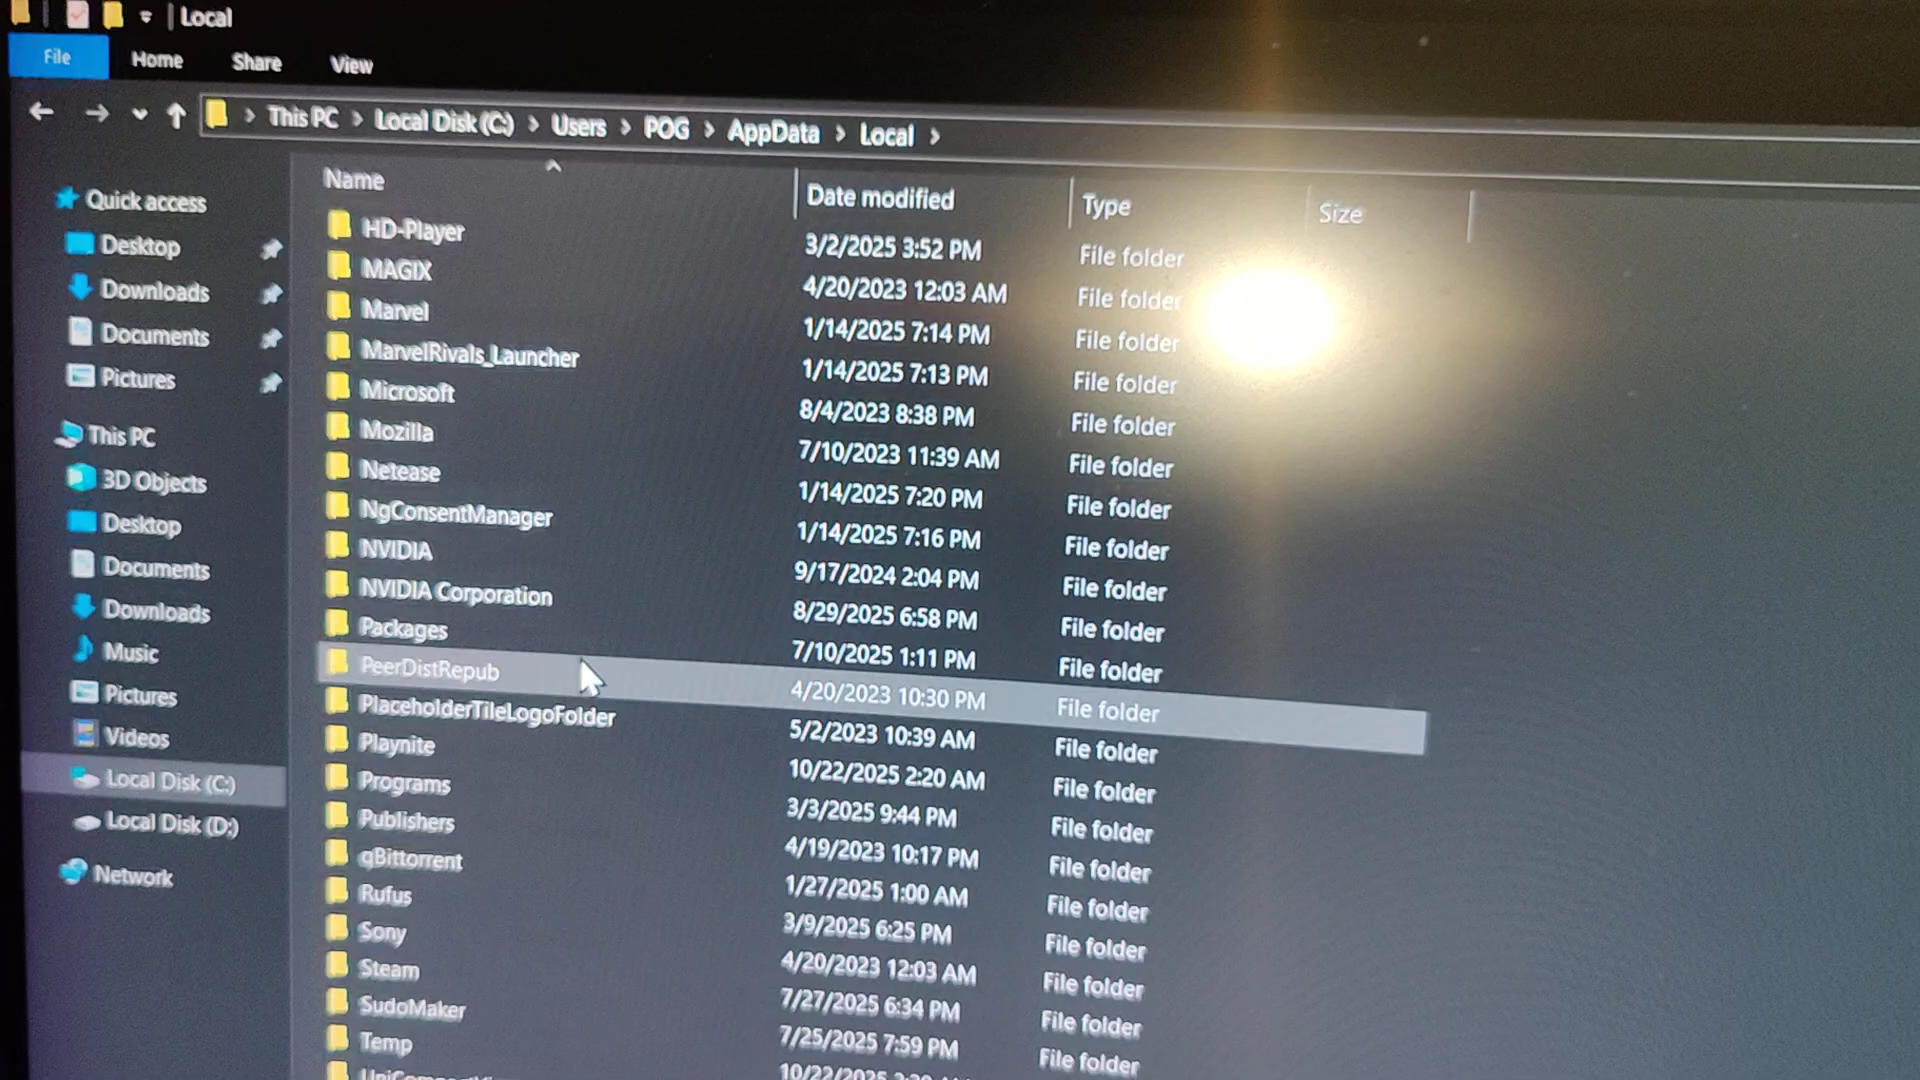 Local
File Home Share View
This PC > Local Disk (C:) > Users > POG > AppData > Local >
Name Date modified Type Size
Quick access
Desktop
Downloads
Documents
Pictures
This PC
3D Objects
Desktop
Documents
Downloads
Music
Pictures
Videos
Local Disk (C:)
Local Disk (D:)
Network
HD-Player 3/2/2025 3:52 PM File folder
MAGIX 4/20/2023 12:03 AM File folder
Marvel 1/14/2025 7:14 PM File folder
MarvelRivals_Launcher 1/14/2025 7:13 PM File folder
Microsoft 8/4/2023 8:38 PM File folder
Mozilla 7/10/2023 11:39 AM File folder
Netease 1/14/2025 7:20 PM File folder
NgConsentManager 1/14/2025 7:16 PM File folder
NVIDIA 9/17/2024 2:04 PM File folder
NVIDIA Corporation 8/29/2025 6:58 PM File folder
Packages 7/10/2025 1:11 PM File folder
PeerDistRepub 4/20/2023 10:30 PM File folder
PlaceholderTileLogoFolder 5/2/2023 10:39 AM File folder
Playnite 10/22/2025 2:20 AM File folder
Programs 3/3/2025 9:44 PM File folder
Publishers 4/19/2023 10:17 PM File folder
qBittorrent 1/27/2025 1:00 AM File folder
Rufus 3/9/2025 6:25 PM File folder
Sony 4/20/2023 12:03 AM File folder
Steam 7/27/2025 6:34 PM File folder
SudoMaker 7/25/2025 7:59 PM File folder
Temp 10/22/2025